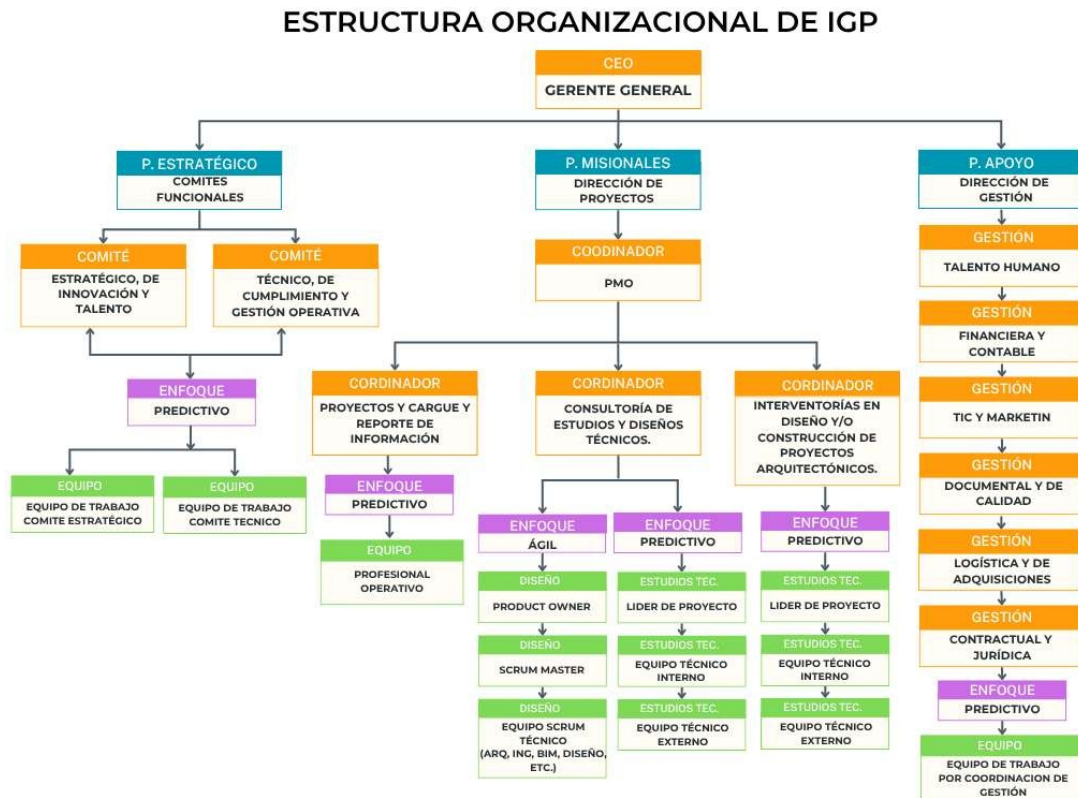 ESTRUCTURA ORGANIZACIONAL DE IGP
CEO
GERENTE GENERAL
P. ESTRATÉGICO
COMITES
FUNCIONALES
COMITÉ
ESTRATÉGICO, DE
INNOVACIÓN Y
TALENTO
COMITÉ
TÉCNICO, DE
CUMPLIMIENTO Y
GESTIÓN OPERATIVA
ENFOQUE
PREDICTIVO
EQUIPO
EQUIPO DE TRABAJO
COMITE ESTRATÉGICO
EQUIPO
EQUIPO DE TRABAJO
COMITE TECNICO
P. MISIONALES
DIRECCIÓN DE
PROYECTOS
COODINADOR
PMO
CORDINADOR
PROYECTOS Y CARGUE Y
REPORTE DE
INFORMACIÓN
ENFOQUE
PREDICTIVO
EQUIPO
PROFESIONAL
OPERATIVO
CORDINADOR
CONSULTORÍA DE
ESTUDIOS Y DISEÑOS
TÉCNICOS.
ENFOQUE
ÁGIL
DISEÑO
PRODUCT OWNER
DISEÑO
SCRUM MASTER
DISEÑO
EQUIPO SCRUM
TÉCNICO
(ARQ, ING, BIM, DISEÑO,
ETC.)
ENFOQUE
PREDICTIVO
ESTUDIOS TEC.
LIDER DE PROYECTO
ESTUDIOS TEC.
EQUIPO TÉCNICO
INTERNO
ESTUDIOS TEC.
EQUIPO TÉCNICO
EXTERNO
CORDINADOR
INTERVENTORÍAS EN
DISEÑO Y/O
CONSTRUCCIÓN DE
PROYECTOS
ARQUITECTÓNICOS.
ENFOQUE
PREDICTIVO
ESTUDIOS TEC.
LIDER DE PROYECTO
ESTUDIOS TEC.
EQUIPO TÉCNICO
INTERNO
ESTUDIOS TEC.
EQUIPO TÉCNICO
EXTERNO
P. APOYO
DIRECCIÓN DE
GESTIÓN
GESTIÓN
TALENTO HUMANO
GESTIÓN
FINANCIERA Y
CONTABLE
GESTIÓN
TIC Y MARKETIN
GESTIÓN
DOCUMENTAL Y DE
CALIDAD
GESTIÓN
LOGÍSTICA Y DE
ADQUISICIONES
GESTIÓN
CONTRACTUAL Y
JURÍDICA
ENFOQUE
PREDICTIVO
EQUIPO
EQUIPO DE TRABAJO
POR COORDINACION DE
GESTIÓN